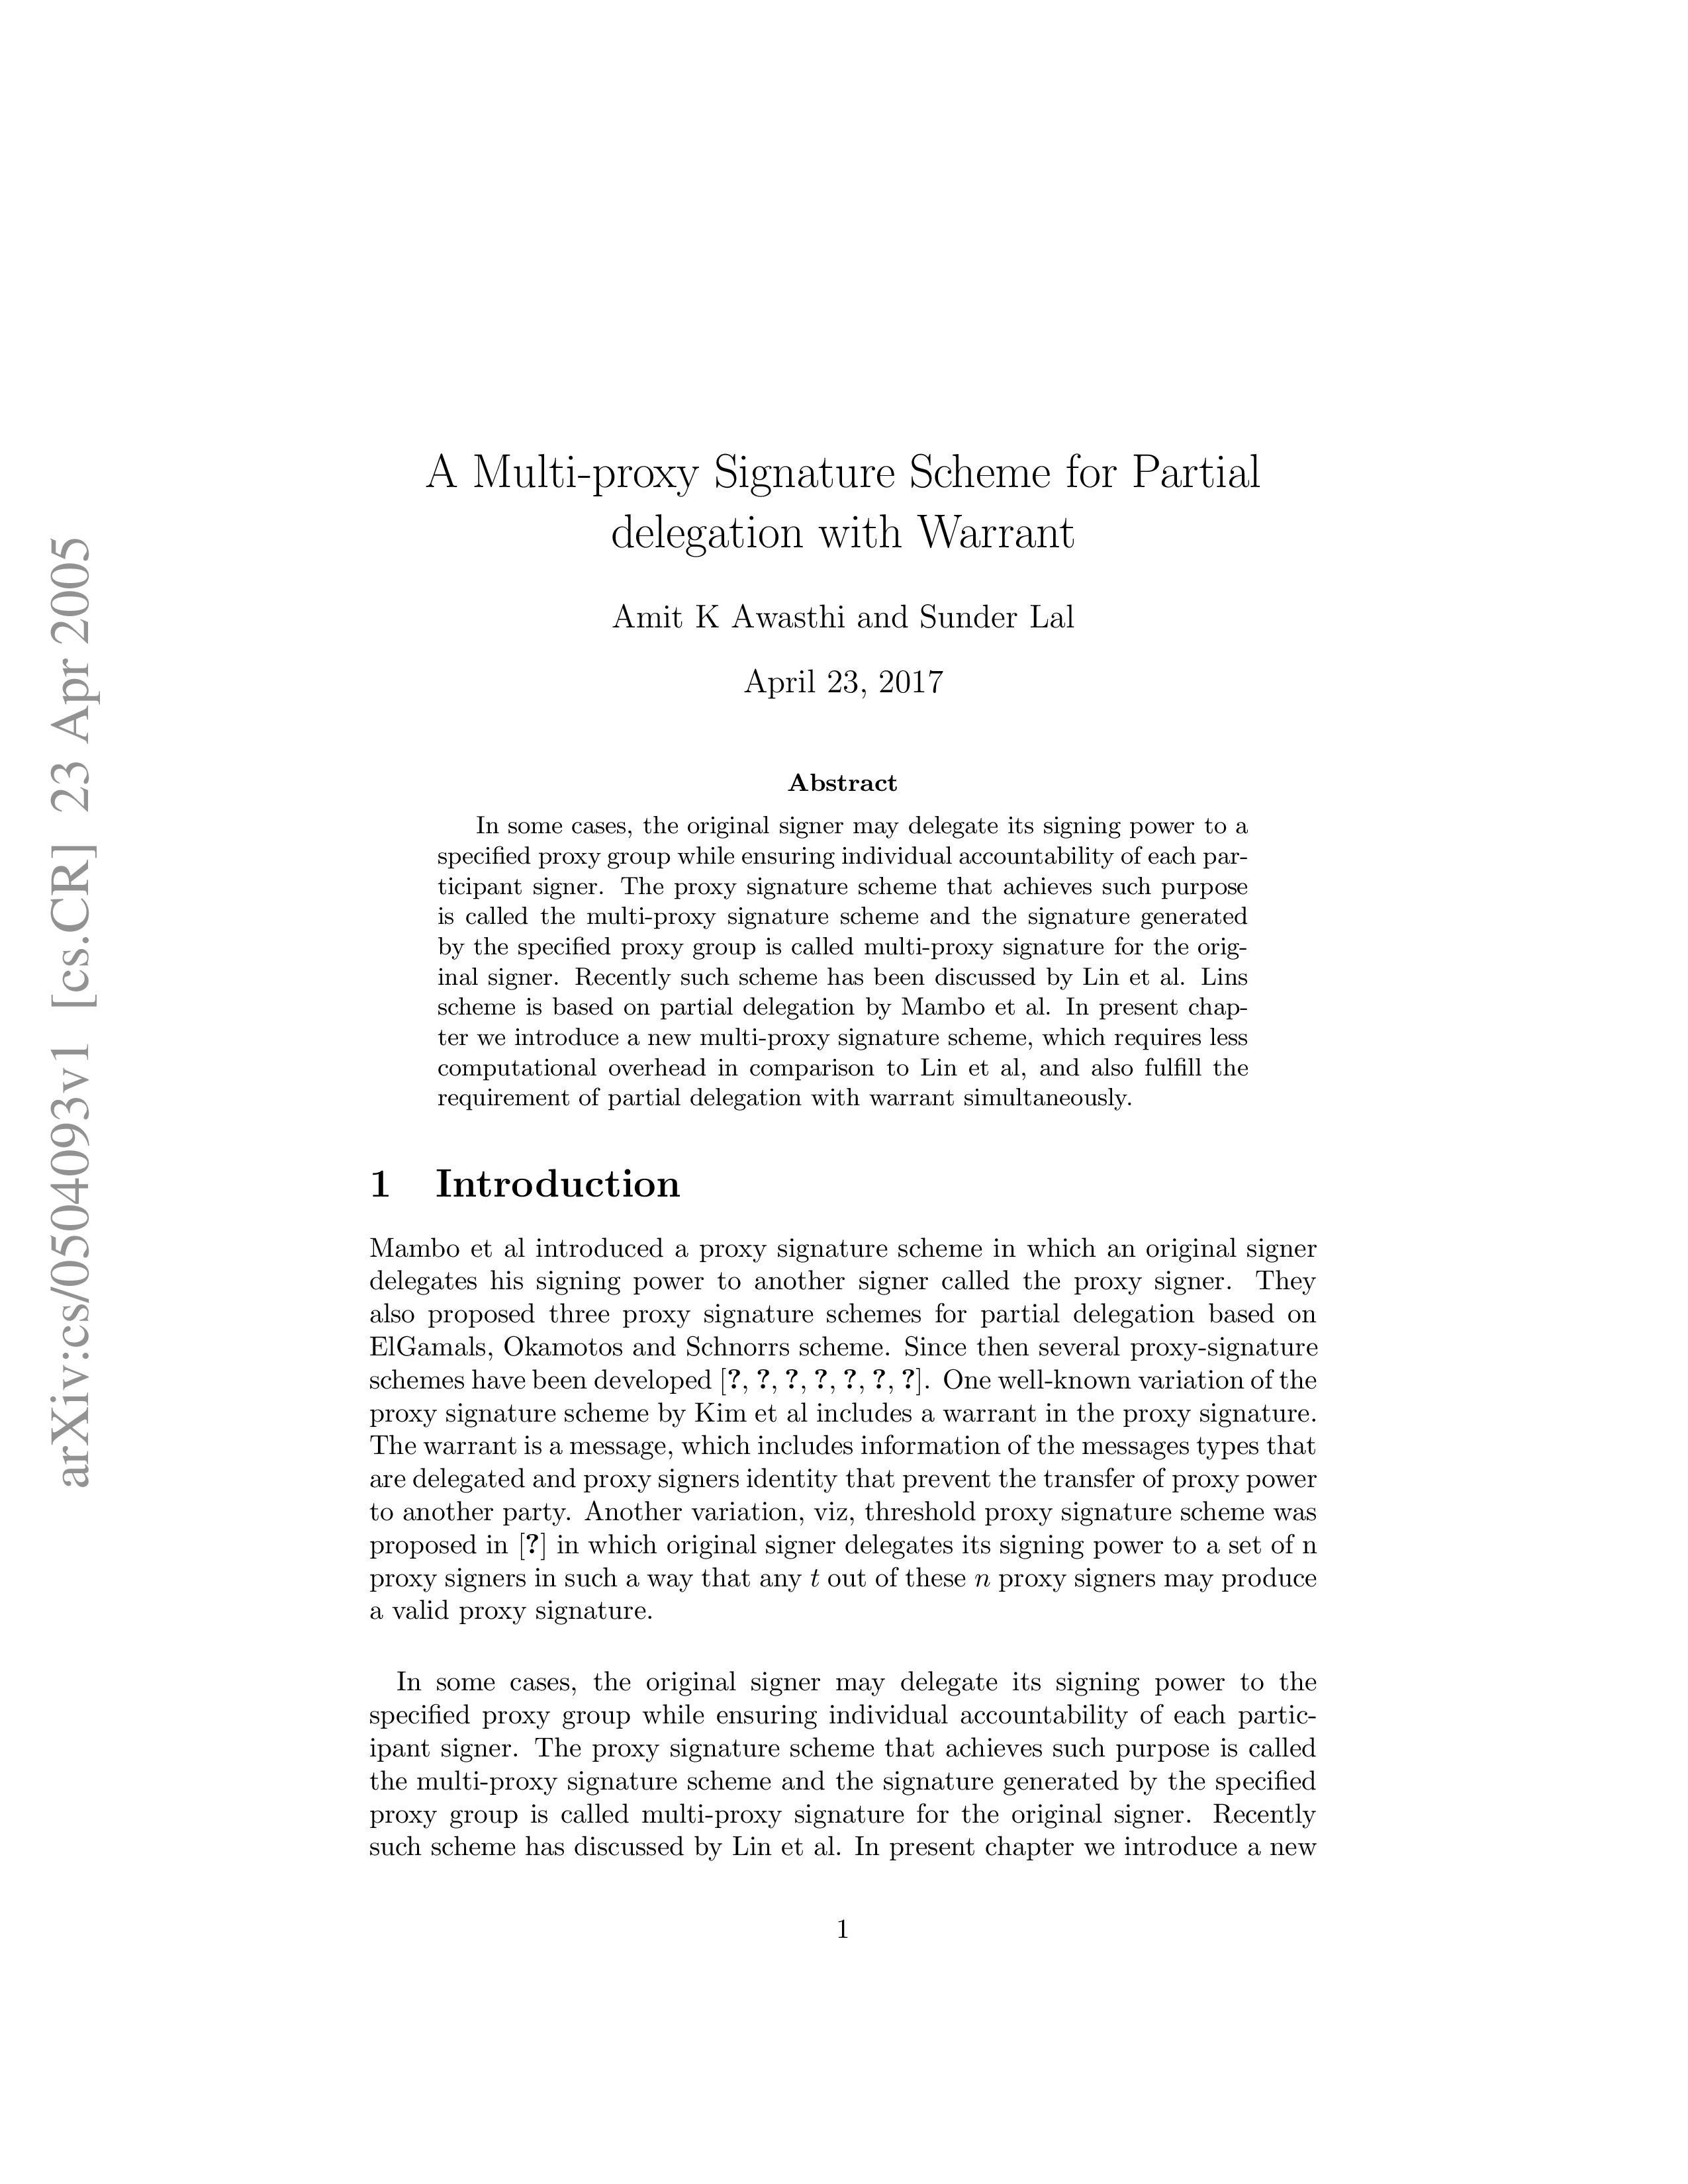 arXiv:cs/0504093v1 [cs.CR] 23 Apr 2005
A Multi-proxy Signature Scheme for Partial
delegation with Warrant
Amit K Awasthi and Sunder Lal
April 23, 2017
Abstract
In some cases, the original signer may delegate its signing power to a
specified proxy group while ensuring individual accountability of each par-
ticipant signer. The proxy signature scheme that achieves such purpose
is called the multi-proxy signature scheme and the signature generated
by the specified proxy group is called multi-proxy signature for the orig-
inal signer. Recently such scheme has been discussed by Lin et al. Lins
scheme is based on partial delegation by Mambo et al. In present chap-
ter we introduce a new multi-proxy signature scheme, which requires less
computational overhead in comparison to Lin et al, and also fulfill the
requirement of partial delegation with warrant simultaneously.
1 Introduction
Mambo et al introduced a proxy signature scheme in which an original signer
delegates his signing power to another signer called the proxy signer. They
also proposed three proxy signature schemes for partial delegation based on
ElGamals, Okamotos and Schnorrs scheme. Since then several proxy-signature
schemes have been developed [?, ?, ?, ?, ?, ?, ?]. One well-known variation of the
proxy signature scheme by Kim et al includes a warrant in the proxy signature.
The warrant is a message, which includes information of the messages types that
are delegated and proxy signers identity that prevent the transfer of proxy power
to another party. Another variation, viz, threshold proxy signature scheme was
proposed in [?] in which original signer delegates its signing power to a set of n
proxy signers in such a way that any t out of these n proxy signers may produce
a valid proxy signature.
In some cases, the original signer may delegate its signing power to the
specified proxy group while ensuring individual accountability of each partic-
ipant signer. The proxy signature scheme that achieves such purpose is called
the multi-proxy signature scheme and the signature generated by the specified
proxy group is called multi-proxy signature for the original signer. Recently
such scheme has discussed by Lin et al. In present chapter we introduce a new
1